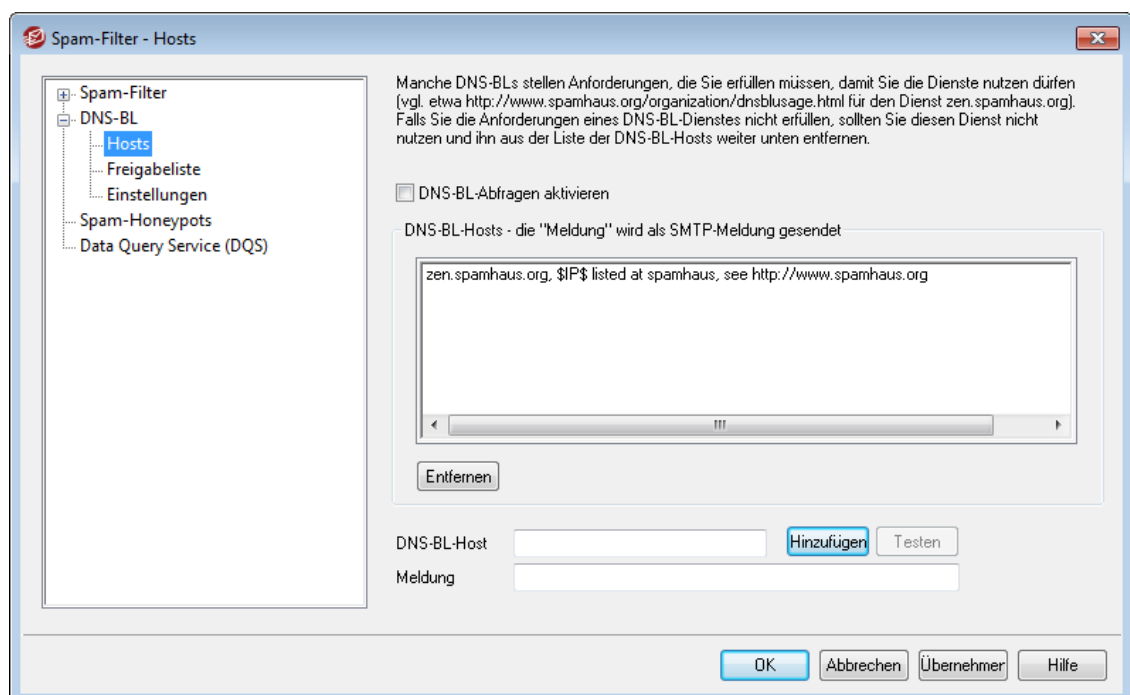 Spam-Filter - Hosts
Spam-Filter
DNS-BL
Hosts
Freigabeliste
Einstellungen
Spam-Honeypots
Data Query Service (DQS)
Manche DNS-BLs stellen Anforderungen, die Sie erfüllen müssen, damit Sie die Dienste nutzen dürfen
(vgl. etwa http://www.spamhaus.org/organization/dnsblusage.html für den Dienst zen.spamhaus.org).
Falls Sie die Anforderungen eines DNS-BL-Dienstes nicht erfüllen, sollten Sie diesen Dienst nicht
nutzen und ihn aus der Liste der DNS-BL-Hosts weiter unten entfernen.
DNS-BL-Abfragen aktivieren
DNS-BL-Hosts - die "Meldung" wird als SMTP-Meldung gesendet
zen.spamhaus.org, $IP$ listed at spamhaus, see http://www.spamhaus.org
Entfernen
DNS-BL-Host
Hinzufügen
Testen
Meldung
OK
Abbrechen
Übernehmer
Hilfe